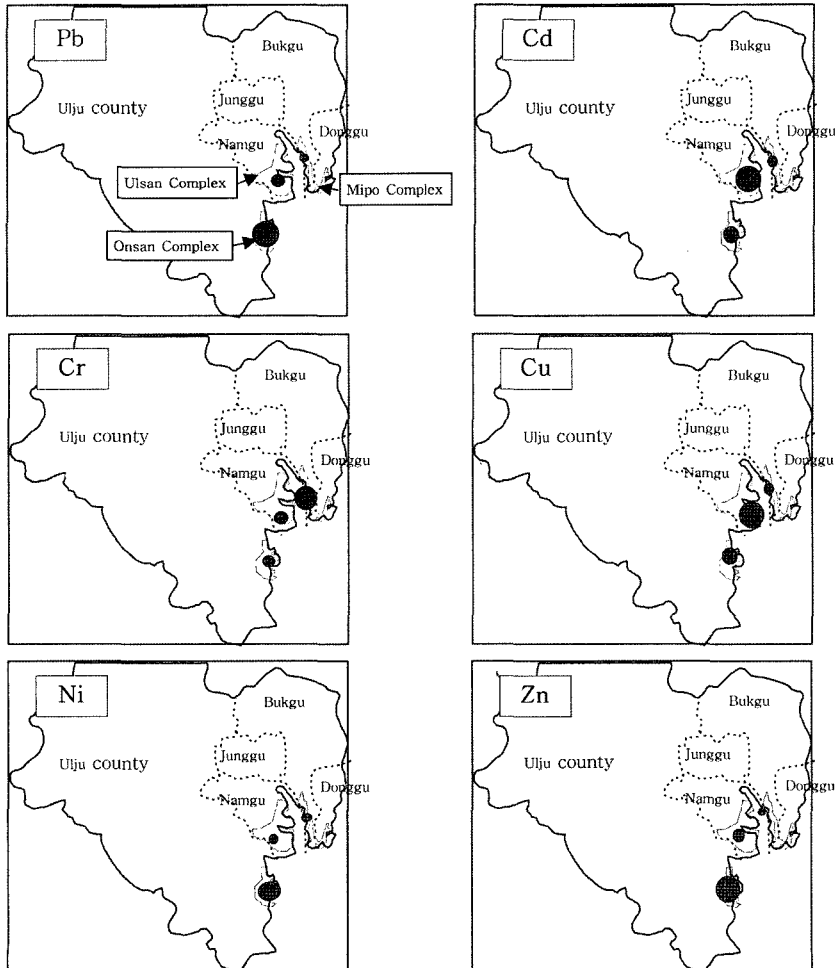 Pb
Bukgu
Ulju county
Junggu
Namgu
Donggu
Ulsan Complex
Mipo Complex
Onsan Complex
Cd
Bukgu
Ulju county
Junggu
Namgu
Donggu
Cr
Bukgu
Ulju county
Junggu
Namgu
Donggu
Cu
Bukgu
Ulju county
Junggu
Namgu
Donggu
Ni
Bukgu
Ulju county
Junggu
Namgu
Donggu
Zn
Bukgu
Ulju county
Junggu
Namgu
Donggu